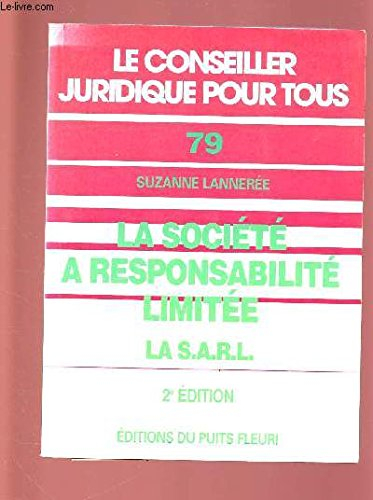 Le-livre.com
LE CONSEILLER
JURIDIQUE POUR TOUS
79
SUZANNE LANNERÉE
LA SOCIÉTÉ
A RESPONSABILITÉ
LIMITÉE
LA S.A.R.L.
2e ÉDITION
ÉDITIONS DU PUITS FLEURI